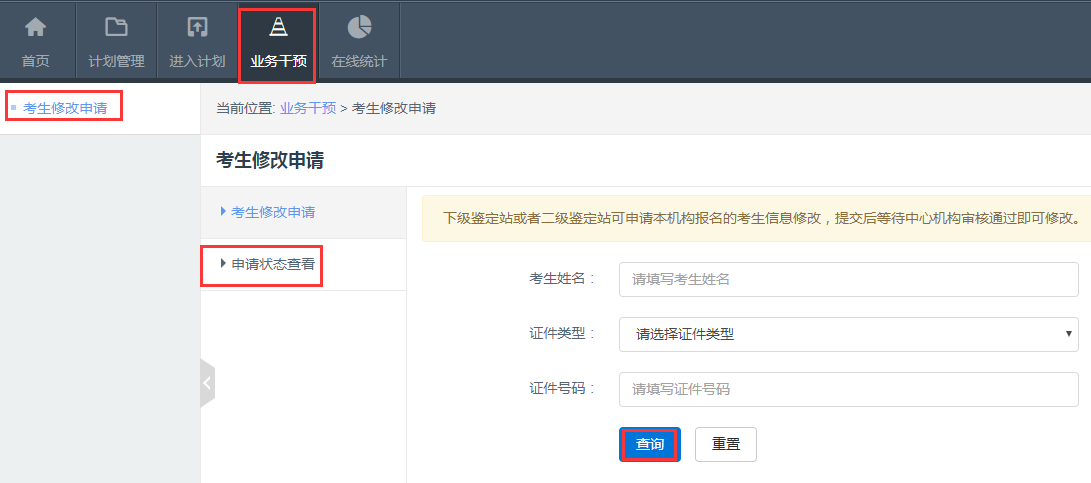 首页
计划管理
进入计划
业务干预
在线统计
考生修改申请
当前位置: 业务干预 > 考生修改申请
考生修改申请
考生修改申请
申请状态查看
下级鉴定站或者二级鉴定站可申请本机构报名的考生信息修改，提交后等待中心机构审核通过即可修改。
考生姓名：
请填写考生姓名
证件类型：
请选择证件类型
证件号码：
请填写证件号码
查询
重置